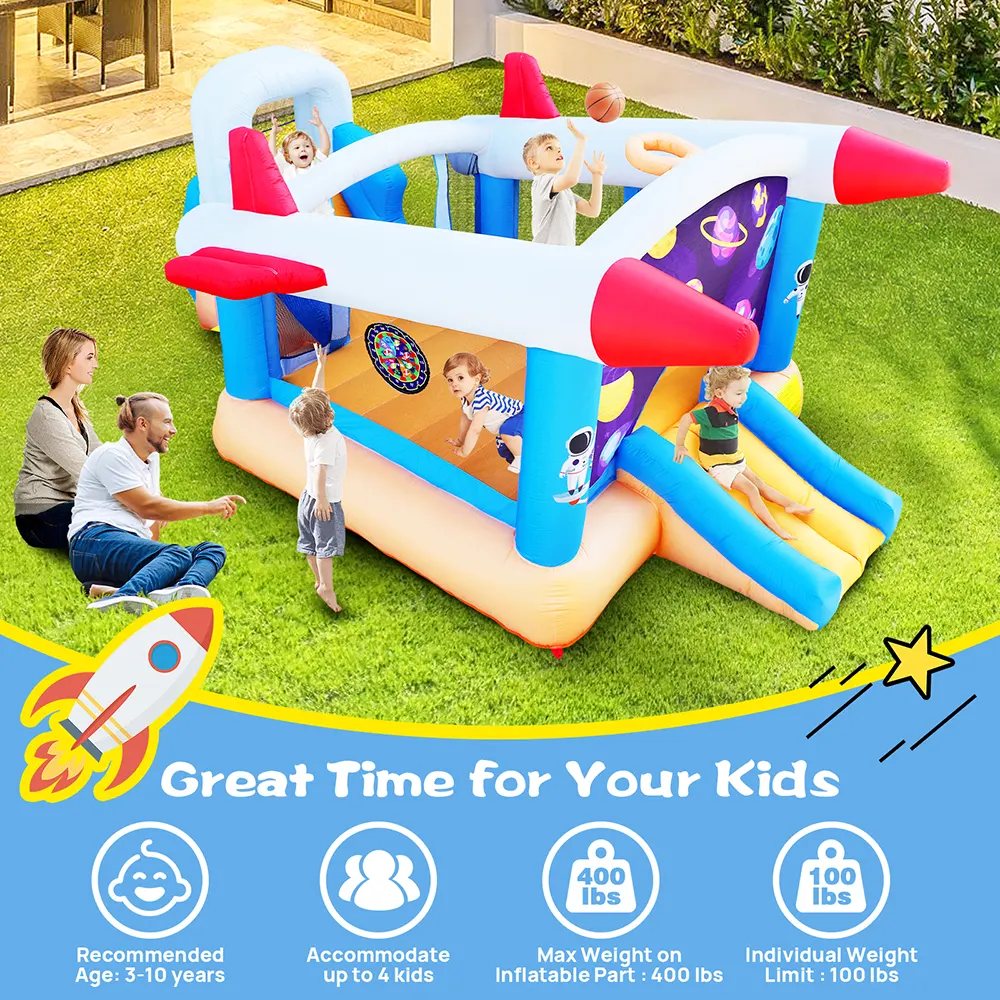 Great Time for Your Kids
400
lbs
100
lbs
Recommended
Age: 3-10 years
Accommodate
up to 4 kids
Max Weight on
Inflatable Part : 400 lbs
Individual Weight
Limit : 100 lbs